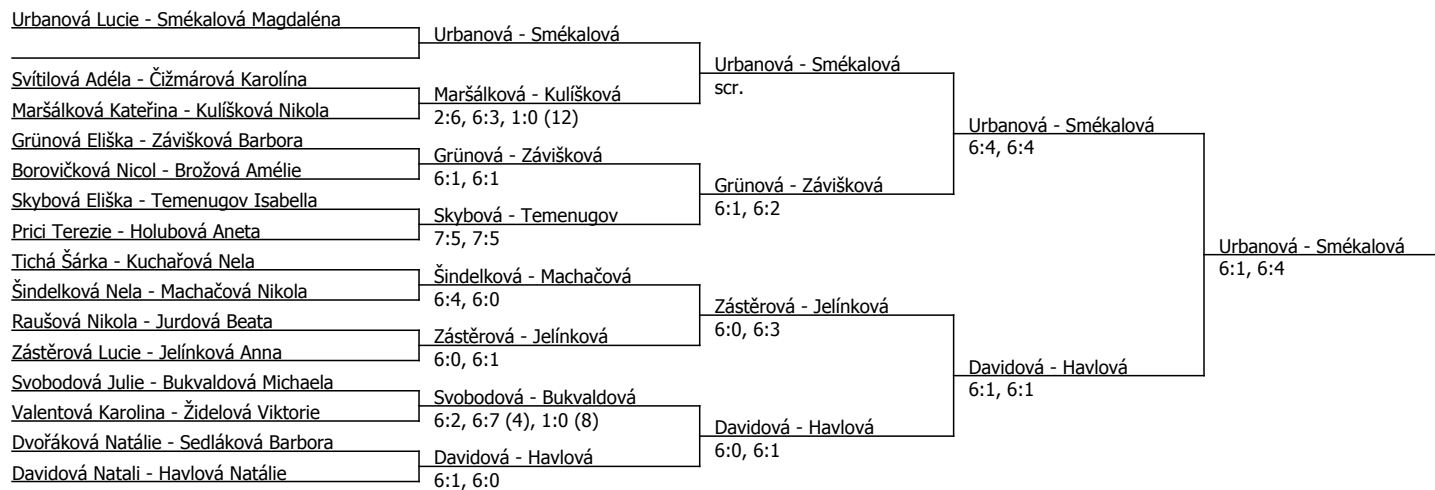 Urbanová Lucie - Smékalová Magdaléna
Svítilová Adéla - Čižmárová Karolína
Maršálková Kateřina - Kulíšková Nikola
Grünová Eliška - Závišková Barbora
Borovičková Nicol - Brožová Amélie
Skybová Eliška - Temenugov Isabella
Prici Terezie - Holubová Aneta
Tichá Šárka - Kuchařová Nela
Šindelková Nela - Machačová Nikola
Raušová Nikola - Jurdová Beata
Zástěrová Lucie - Jelínková Anna
Svobodová Julie - Bukvaldová Michaela
Valentová Karolina - Židelová Viktorie
Dvořáková Natálie - Sedláková Barbora
Davidová Natali - Havlová Natálie
Urbanová - Smékalová
Maršálková - Kulíšková
2:6, 6:3, 1:0 (12)
Grünová - Závišková
6:1, 6:1
Skybová - Temenugov
7:5, 7:5
Šindelková - Machačová
6:4, 6:0
Zástěrová - Jelínková
6:0, 6:1
Svobodová - Bukvaldová
6:2, 6:7 (4), 1:0 (8)
Davidová - Havlová
6:1, 6:0
Urbanová - Smékalová
scr.
Grünová - Závišková
6:1, 6:2
Zástěrová - Jelínková
6:0, 6:3
Davidová - Havlová
6:0, 6:1
Urbanová - Smékalová
6:4, 6:4
Davidová - Havlová
6:1, 6:1
Urbanová - Smékalová
6:1, 6:4